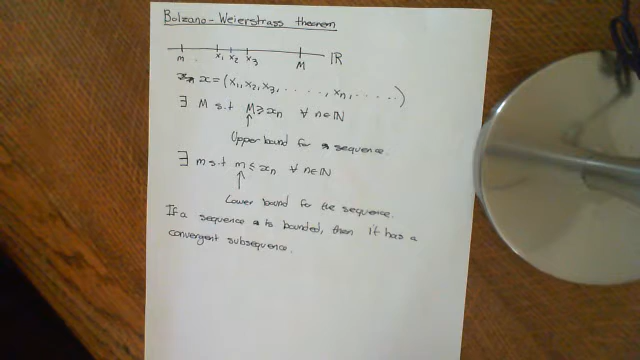 Bolzano-Weierstrass theorem
m x₁ x₂ x₃ M ℝ
x = (x₁, x₂, x₃, ....., xₙ, .....)
∃ M s.t M ≥ xₙ ∀ n ∈ ℕ
Upper bound for sequence.
∃ m s.t m ≤ xₙ ∀ n ∈ ℕ
Lower bound for the sequence.
If a sequence is bounded, then it has a
convergent subsequence.